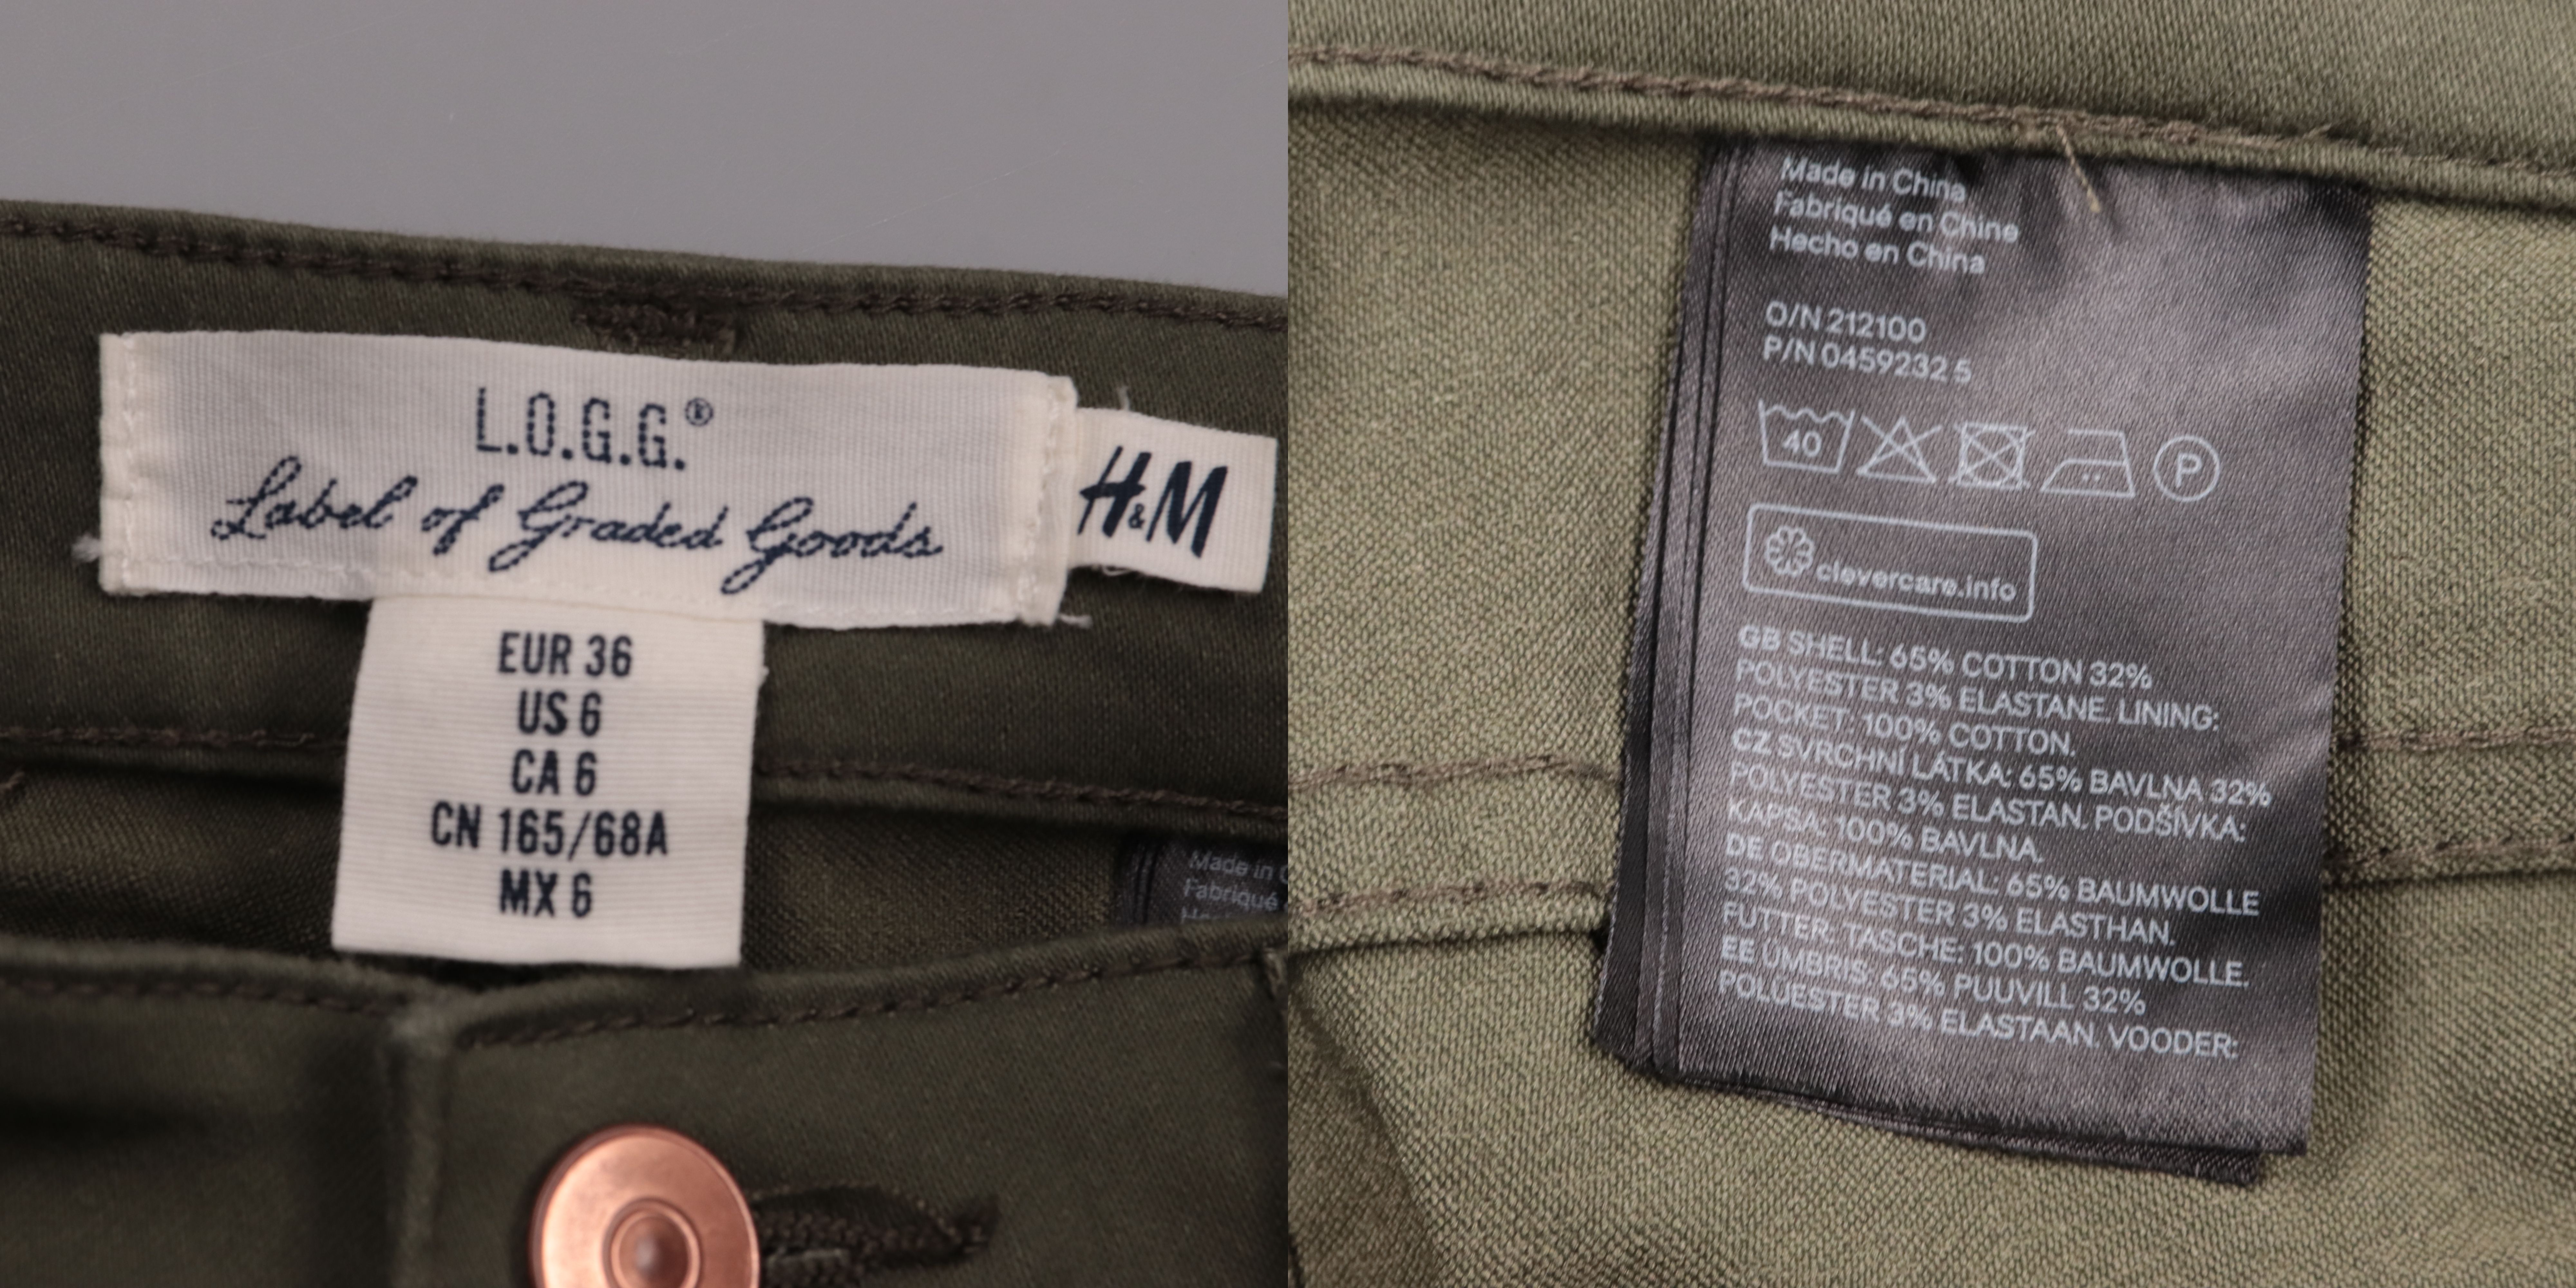 L.O.G.G.®
Label of Graded Goods
H&M
EUR 36
US 6
CA 6
CN 165/68A
MX 6
Made in
Fabriqué
Made in China
Fabriqué en Chine
Hecho en China
O/N 212100
P/N 0459232 5
40
P
clevercare.info
GB SHELL: 65% COTTON 32%
POLYESTER 3% ELASTANE. LINING:
POCKET: 100% COTTON.
CZ SVRCHNÍ LÁTKA: 65% BAVLNA 32%
POLYESTER 3% ELASTAN. PODŠÍVKA:
KAPSA: 100% BAVLNA.
DE OBERMATERIAL: 65% BAUMWOLLE
32% POLYESTER 3% ELASTHAN.
FUTTER: TASCHE: 100% BAUMWOLLE.
EE ÜMBRIS: 65% PUUVILL 32%
POLÜESTER 3% ELASTAAN. VOODER: